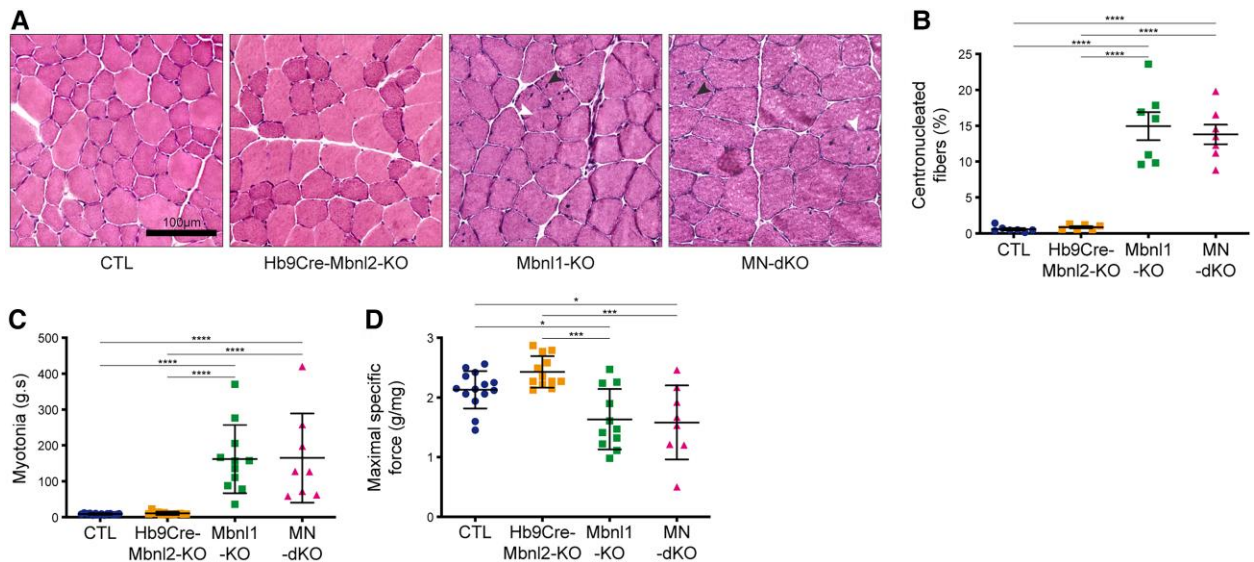 A
100µm
CTL
Hb9Cre-Mbnl2-KO
Mbnl1-KO
MN-dKO
B
Centronucleated
fibers (%)
****
****
****
****
25
20
15
10
5
0
CTL
Hb9Cre-
Mbnl2-KO
Mbnl1
-KO
MN
-dKO
C
Myotonia (g.s)
****
****
****
****
500
400
300
200
100
0
CTL
Hb9Cre-
Mbnl2-KO
Mbnl1
-KO
MN
-dKO
D
Maximal specific
force (g/mg)
*
***
*
***
3
2
1
0
CTL
Hb9Cre-
Mbnl2-KO
Mbnl1
-KO
MN
-dKO